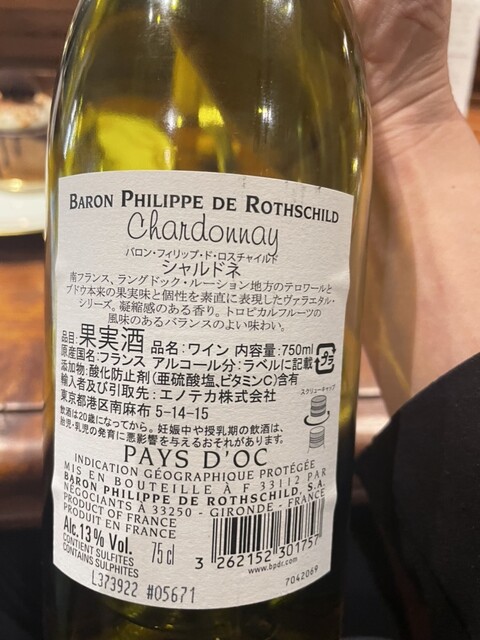 BARON PHILIPPE DE ROTHSCHILD
Chardonnay
バロン・フィリップ・ド・ロスチャイルド
シャルドネ
南フランス、ラングドック・ルーション地方のテロワールと
ブドウ本来の果実味と個性を素直に表現したヴァラエタル・
シリーズ。凝縮感のある香り。トロピカルフルーツの
風味のあるバランスのよい味わい。
品目:果実酒 品名:ワイン 内容量:750ml
原産国名:フランス アルコール分:ラベルに記載
添加物:酸化防止剤(亜硫酸塩、ビタミンC)含有
輸入者及び引取先:エノテカ株式会社
東京都港区南麻布 5-14-15
スクリューキャップ
飲酒は20歳になってから。妊娠中や授乳期の飲酒は、
胎児・乳児の発育に悪影響を与えるおそれがあります。
PAYS D'OC
INDICATION GÉOGRAPHIQUE PROTÉGÉE
MIS EN BOUTEILLE À F 33112 PAR
BARON PHILIPPE DE ROTHSCHILD, S.A.
NÉGOCIANTS À 33250 - GIRONDE - FRANCE
PRODUCT OF FRANCE
PRODUIT EN FRANCE
Alc.13% Vol.
75 cl
CONTIENT SULFITES
CONTAINS SULPHITES
L373922 #05671
3 262152 301757
www.bpdr.com
7042069